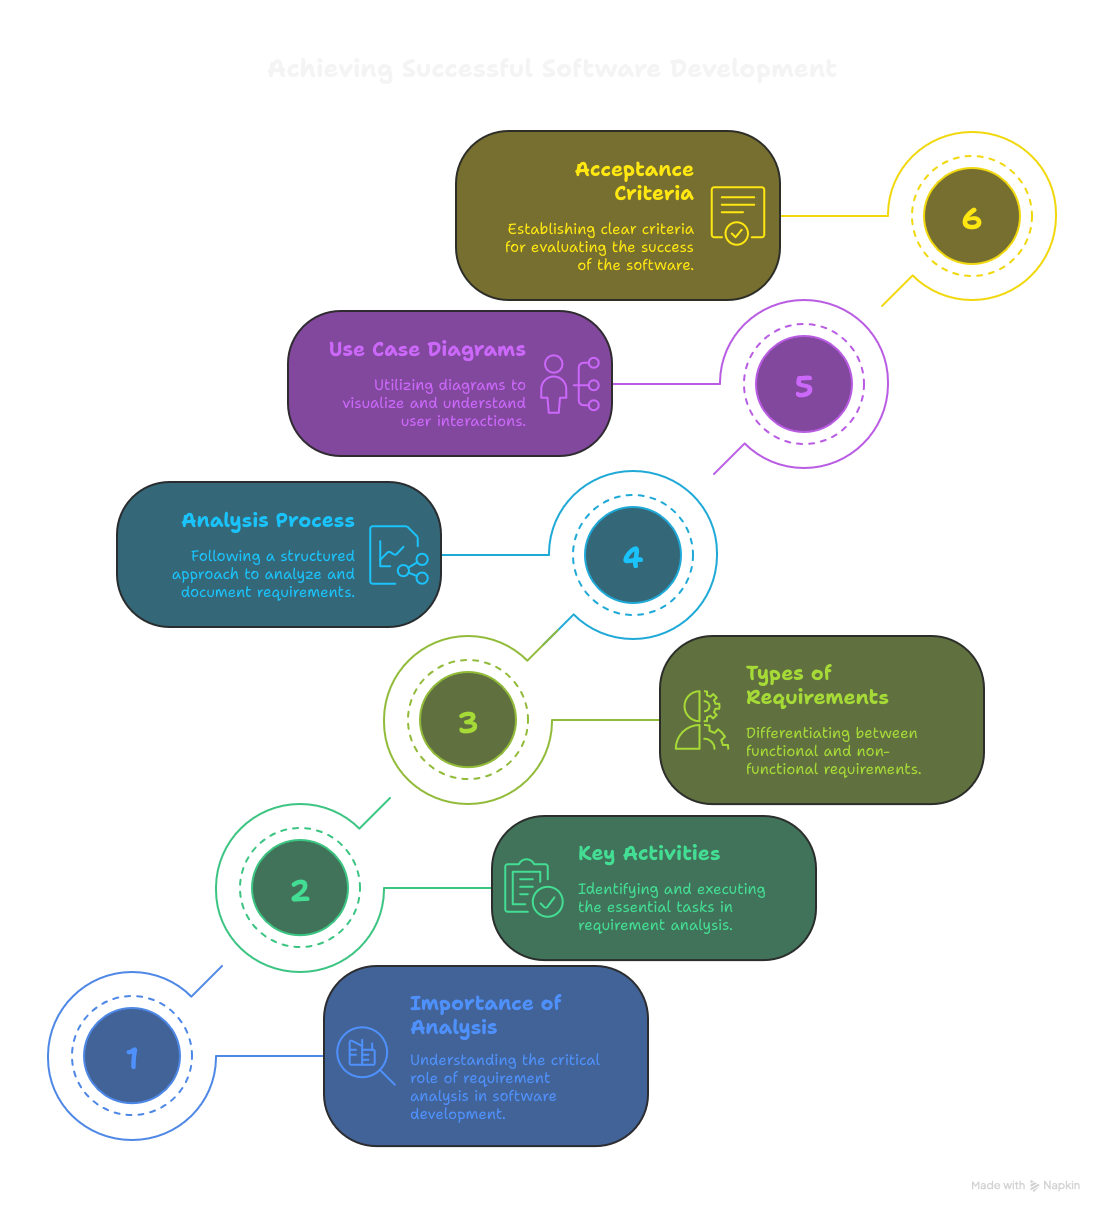 Achieving Successful Software Development
Acceptance
Criteria
Establishing clear criteria
for evaluating the success
of the software.
6
Use Case Diagrams
Utilizing diagrams to
visualize and understand
user interactions.
5
Analysis Process
Following a structured
approach to analyze and
document requirements.
4
3
Types of
Requirements
Differentiating between
functional and non-
functional requirements.
2
Key Activities
Identifying and executing
the essential tasks in
requirement analysis.
1
Importance of
Analysis
Understanding the critical
role of requirement
analysis in software
development.
Made with Napkin